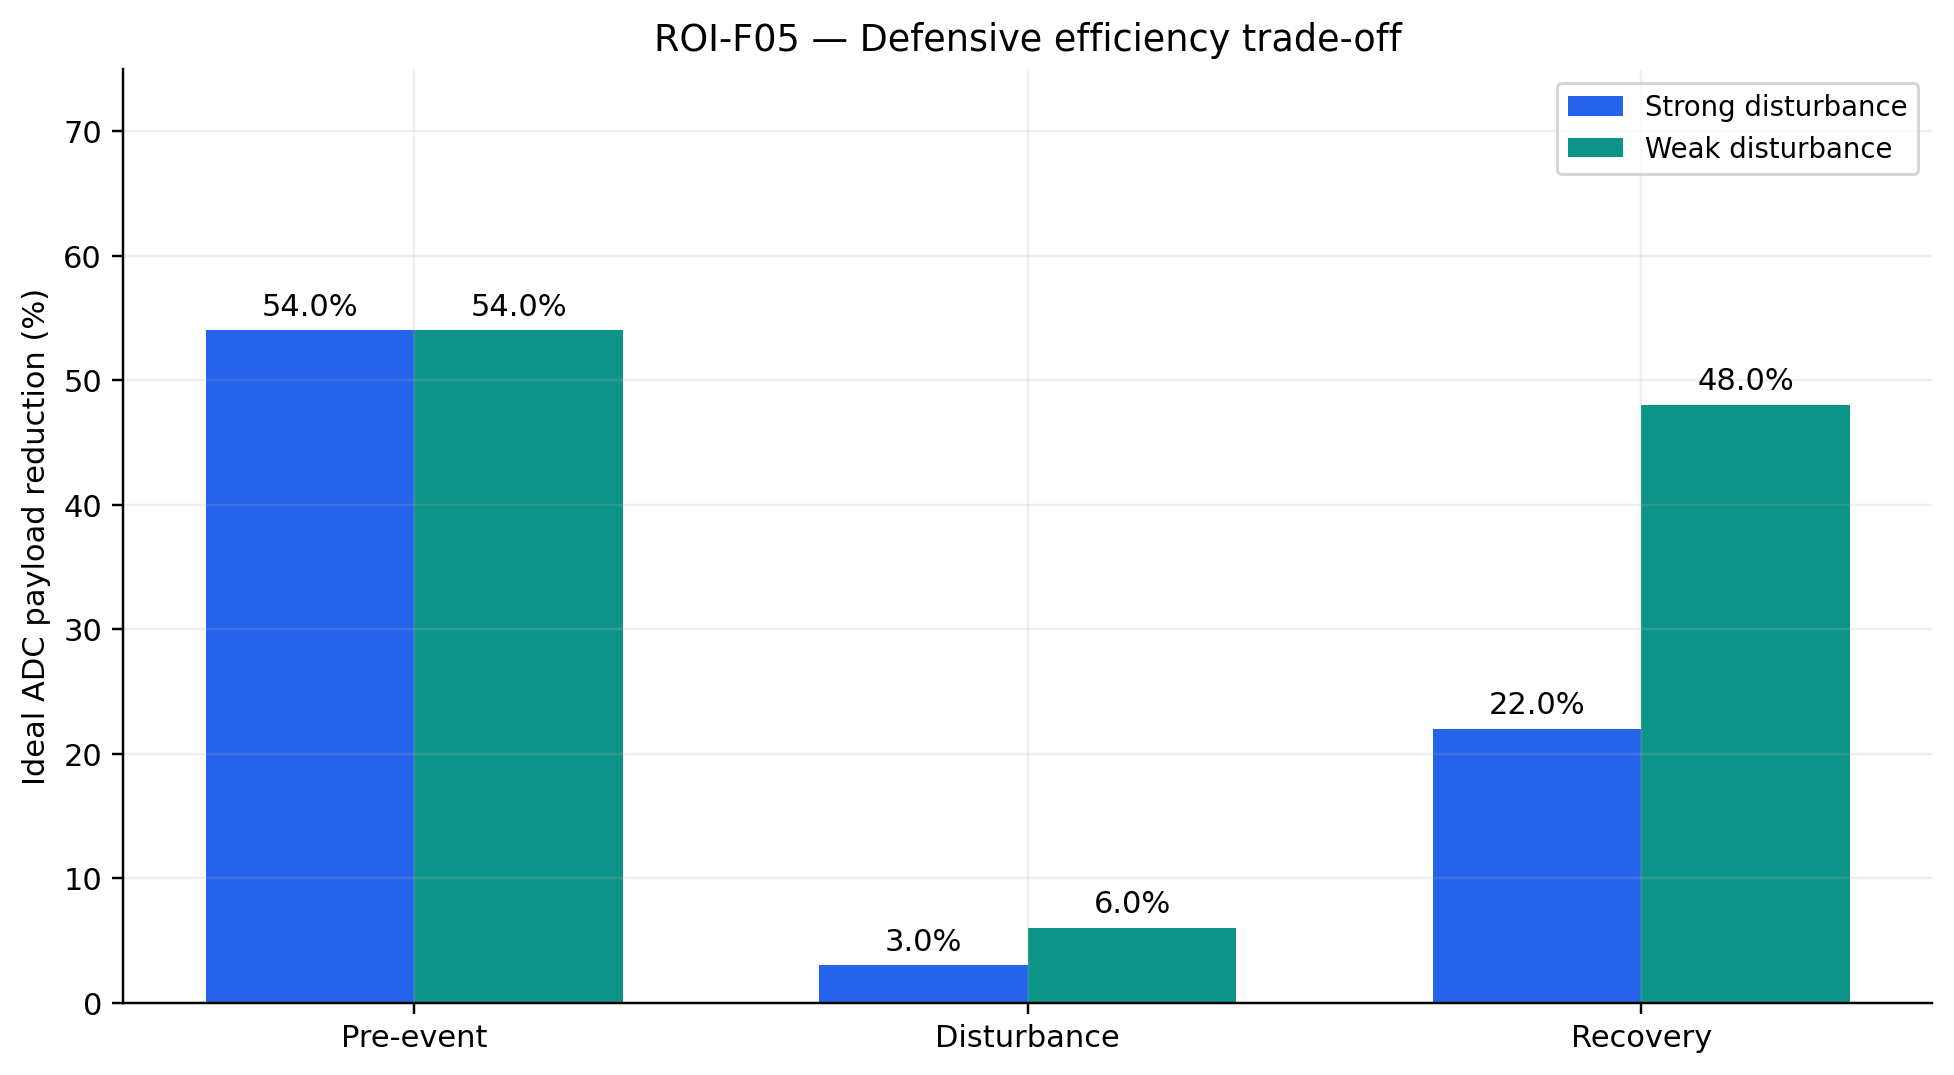 ROI-F05 — Defensive efficiency trade-off
Strong disturbance
Weak disturbance
Ideal ADC payload reduction (%)
70
60
50
40
30
20
10
0
54.0%
54.0%
3.0%
6.0%
22.0%
48.0%
Pre-event
Disturbance
Recovery